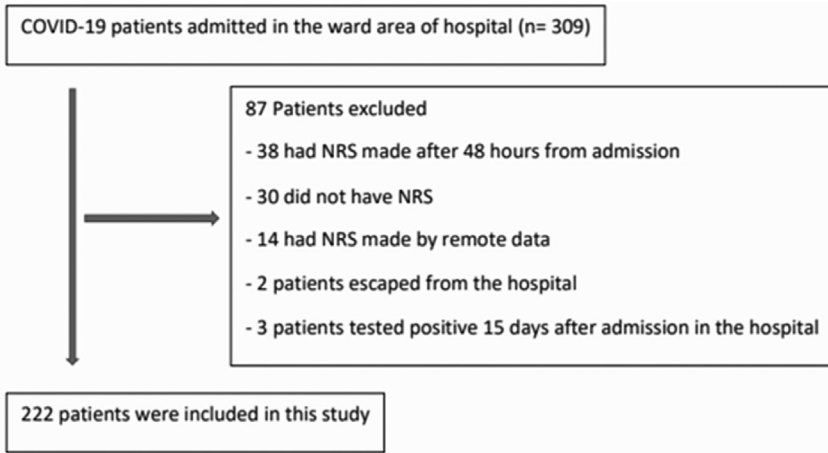 COVID-19 patients admitted in the ward area of hospital (n= 309)
87 Patients excluded
- 38 had NRS made after 48 hours from admission
- 30 did not have NRS
- 14 had NRS made by remote data
- 2 patients escaped from the hospital
- 3 patients tested positive 15 days after admission in the hospital
222 patients were included in this study